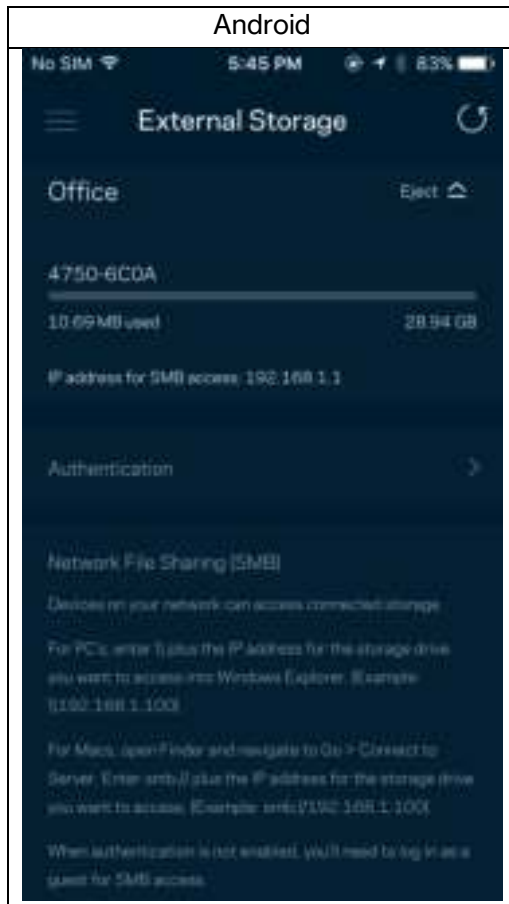 Android
No SIM 5:45 PM 83%
External Storage
Office Eject
4750-6C0A
10.69 MB used 28.94 GB
IP address for SMB access: 192.168.1.1
Authentication
Network File Sharing (SMB)
Devices on your network can access connected storage
For PC's, enter \\ plus the IP address for the storage drive
you want to access into Windows Explorer. (Example:
\\192.168.1.100)
For Macs, open Finder and navigate to Go > Connect to
Server. Enter smb:// plus the IP address for the storage drive
you want to access. (Example: smb://192.168.1.100)
When authentication is not enabled, you'll need to log in as a
guest for SMB access.